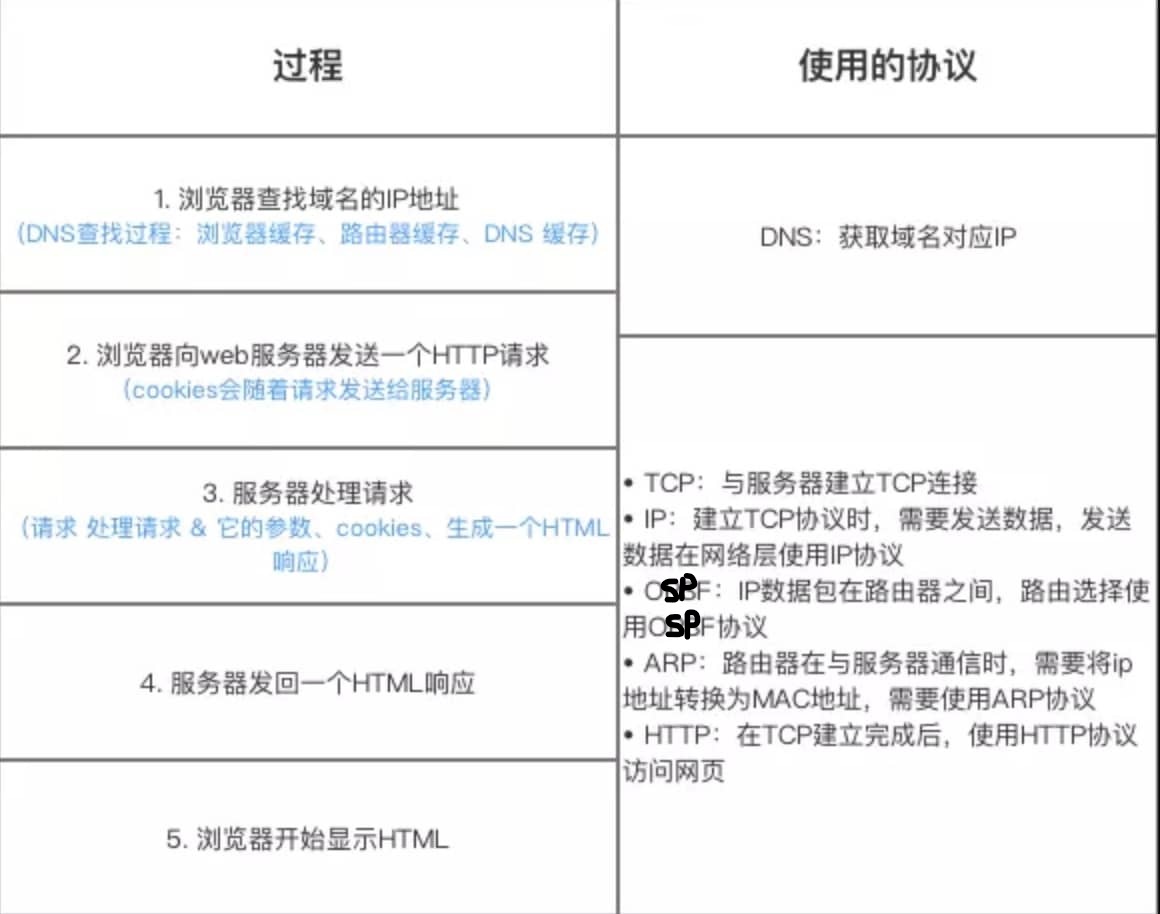 过程
使用的协议
1. 浏览器查找域名的IP地址
（DNS查找过程：浏览器缓存、路由器缓存、DNS 缓存）
DNS：获取域名对应IP
2. 浏览器向web服务器发送一个HTTP请求
（cookies会随着请求发送给服务器）
3. 服务器处理请求
（请求 处理请求 & 它的参数、cookies、生成一个HTML
响应）
4. 服务器发回一个HTML响应
5. 浏览器开始显示HTML
• TCP：与服务器建立TCP连接
• IP：建立TCP协议时，需要发送数据，发送
数据在网络层使用IP协议
• OSPF：IP数据包在路由器之间，路由选择使
用OSPF协议
• ARP：路由器在与服务器通信时，需要将ip
地址转换为MAC地址，需要使用ARP协议
• HTTP：在TCP建立完成后，使用HTTP协议
访问网页